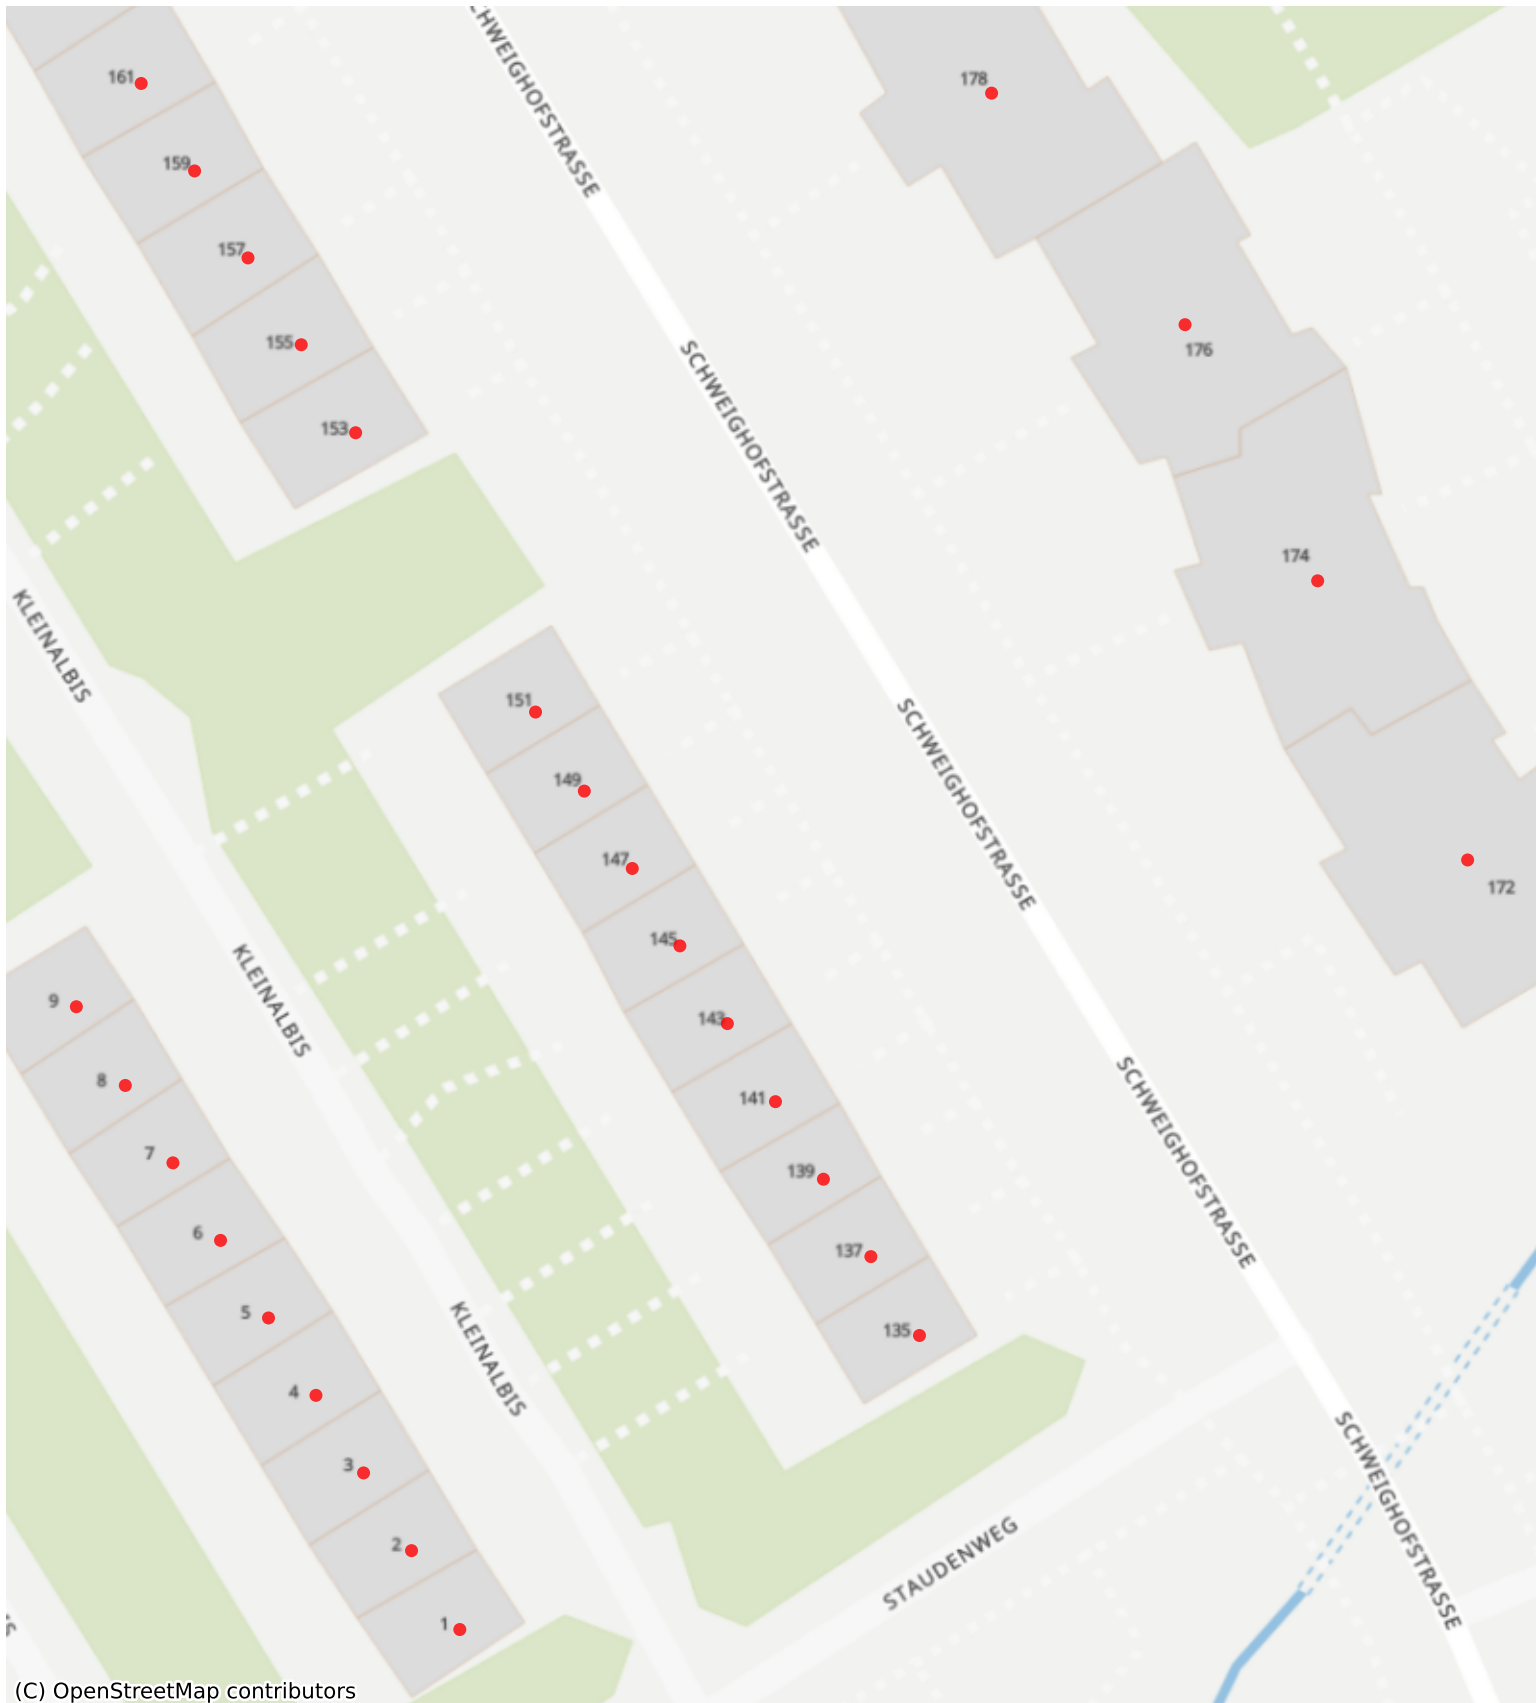 SCHWEIGHOFSTRASSE
161
178
159
157
155
176
SCHWEIGHOFSTRASSE
153
174
KLEINALBIS
151
149
SCHWEIGHOFSTRASSE
147
172
145
9
KLEINALBIS
143
8
141
7
139
SCHWEIGHOFSTRASSE
6
137
5
135
KLEINALBIS
4
3
SCHWEIGHOFSTRASSE
2
STAUDENWEG
1
(C) OpenStreetMap contributors